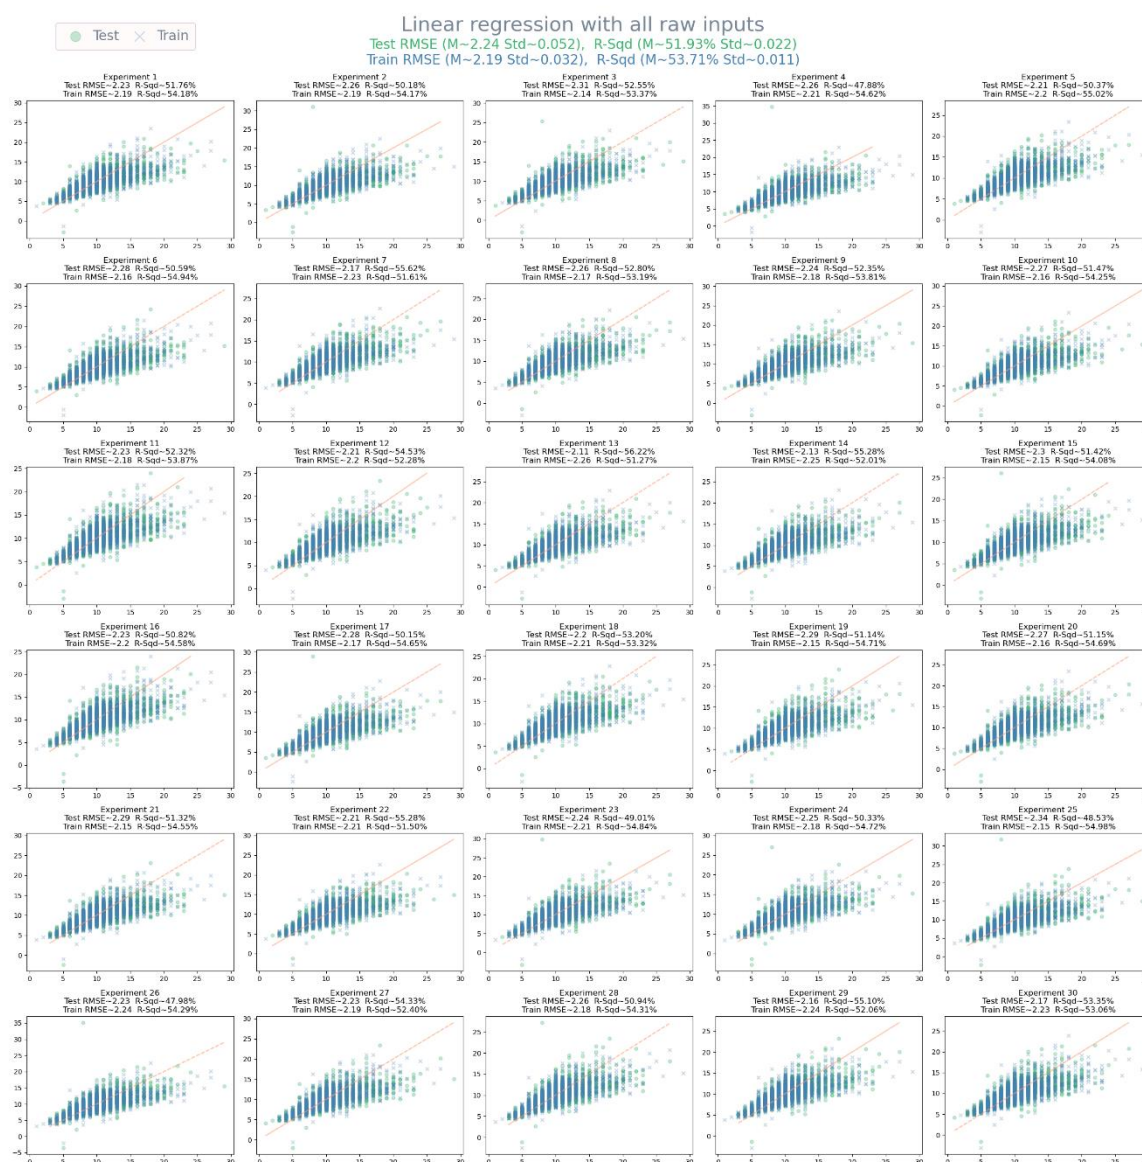 Test Train
Linear regression with all raw inputs
Test RMSE (M~2.24 Std~0.052), R-Sqd (M~51.93% Std~0.022)
Train RMSE (M~2.19 Std~0.032), R-Sqd (M~53.71% Std~0.011)
Experiment 1
Test RMSE~2.23 R-Sqd~51.76%
Train RMSE~2.19 R-Sqd~54.18%
Experiment 2
Test RMSE~2.26 R-Sqd~50.18%
Train RMSE~2.19 R-Sqd~54.17%
Experiment 3
Test RMSE~2.31 R-Sqd~52.55%
Train RMSE~2.14 R-Sqd~53.37%
Experiment 4
Test RMSE~2.26 R-Sqd~47.88%
Train RMSE~2.21 R-Sqd~54.62%
Experiment 5
Test RMSE~2.21 R-Sqd~50.37%
Train RMSE~2.2 R-Sqd~55.02%
Experiment 6
Test RMSE~2.28 R-Sqd~50.59%
Train RMSE~2.16 R-Sqd~54.94%
Experiment 7
Test RMSE~2.17 R-Sqd~55.62%
Train RMSE~2.23 R-Sqd~51.61%
Experiment 8
Test RMSE~2.26 R-Sqd~52.80%
Train RMSE~2.17 R-Sqd~53.19%
Experiment 9
Test RMSE~2.24 R-Sqd~52.35%
Train RMSE~2.18 R-Sqd~53.81%
Experiment 10
Test RMSE~2.27 R-Sqd~51.47%
Train RMSE~2.16 R-Sqd~54.25%
Experiment 11
Test RMSE~2.23 R-Sqd~52.32%
Train RMSE~2.18 R-Sqd~53.87%
Experiment 12
Test RMSE~2.21 R-Sqd~54.53%
Train RMSE~2.2 R-Sqd~52.28%
Experiment 13
Test RMSE~2.11 R-Sqd~56.22%
Train RMSE~2.26 R-Sqd~51.27%
Experiment 14
Test RMSE~2.13 R-Sqd~55.28%
Train RMSE~2.25 R-Sqd~52.01%
Experiment 15
Test RMSE~2.3 R-Sqd~51.42%
Train RMSE~2.15 R-Sqd~54.08%
Experiment 16
Test RMSE~2.23 R-Sqd~50.82%
Train RMSE~2.2 R-Sqd~54.58%
Experiment 17
Test RMSE~2.28 R-Sqd~50.15%
Train RMSE~2.17 R-Sqd~54.65%
Experiment 18
Test RMSE~2.2 R-Sqd~53.20%
Train RMSE~2.21 R-Sqd~53.32%
Experiment 19
Test RMSE~2.29 R-Sqd~51.14%
Train RMSE~2.15 R-Sqd~54.71%
Experiment 20
Test RMSE~2.27 R-Sqd~51.15%
Train RMSE~2.16 R-Sqd~54.69%
Experiment 21
Test RMSE~2.29 R-Sqd~51.32%
Train RMSE~2.15 R-Sqd~54.55%
Experiment 22
Test RMSE~2.21 R-Sqd~55.28%
Train RMSE~2.21 R-Sqd~51.50%
Experiment 23
Test RMSE~2.24 R-Sqd~49.01%
Train RMSE~2.21 R-Sqd~54.84%
Experiment 24
Test RMSE~2.25 R-Sqd~50.33%
Train RMSE~2.18 R-Sqd~54.72%
Experiment 25
Test RMSE~2.34 R-Sqd~48.53%
Train RMSE~2.15 R-Sqd~54.98%
Experiment 26
Test RMSE~2.23 R-Sqd~47.98%
Train RMSE~2.24 R-Sqd~54.29%
Experiment 27
Test RMSE~2.23 R-Sqd~54.33%
Train RMSE~2.19 R-Sqd~52.40%
Experiment 28
Test RMSE~2.26 R-Sqd~50.94%
Train RMSE~2.18 R-Sqd~54.31%
Experiment 29
Test RMSE~2.16 R-Sqd~55.10%
Train RMSE~2.24 R-Sqd~52.06%
Experiment 30
Test RMSE~2.17 R-Sqd~53.35%
Train RMSE~2.23 R-Sqd~53.06%